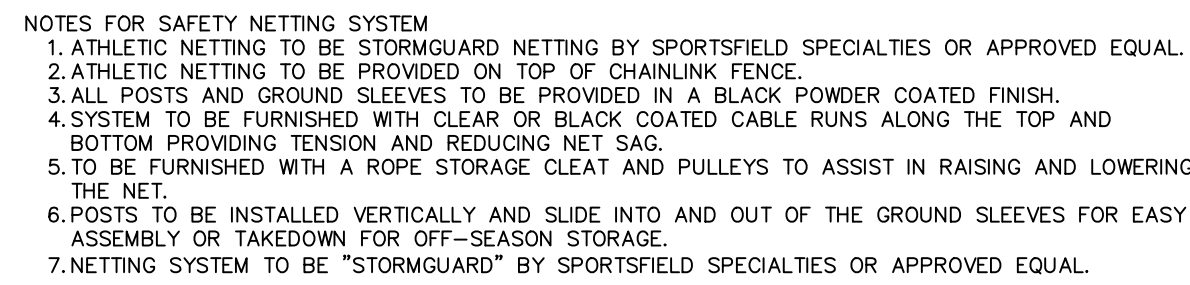 NOTES FOR SAFETY NETTING SYSTEM
1. ATHLETIC NETTING TO BE STORMGUARD NETTING BY SPORTSFIELD SPECIALTIES OR APPROVED EQUAL.
2. ATHLETIC NETTING TO BE PROVIDED ON TOP OF CHAINLINK FENCE.
3. ALL POSTS AND GROUND SLEEVES TO BE PROVIDED IN A BLACK POWDER COATED FINISH.
4. SYSTEM TO BE FURNISHED WITH CLEAR OR BLACK COATED CABLE RUNS ALONG THE TOP AND
BOTTOM PROVIDING TENSION AND REDUCING NET SAG.
5. TO BE FURNISHED WITH A ROPE STORAGE CLEAT AND PULLEYS TO ASSIST IN RAISING AND LOWERING
THE NET.
6. POSTS TO BE INSTALLED VERTICALLY AND SLIDE INTO AND OUT OF THE GROUND SLEEVES FOR EASY
ASSEMBLY OR TAKEDOWN FOR OFF–SEASON STORAGE.
7. NETTING SYSTEM TO BE ”STORMGUARD” BY SPORTSFIELD SPECIALTIES OR APPROVED EQUAL.